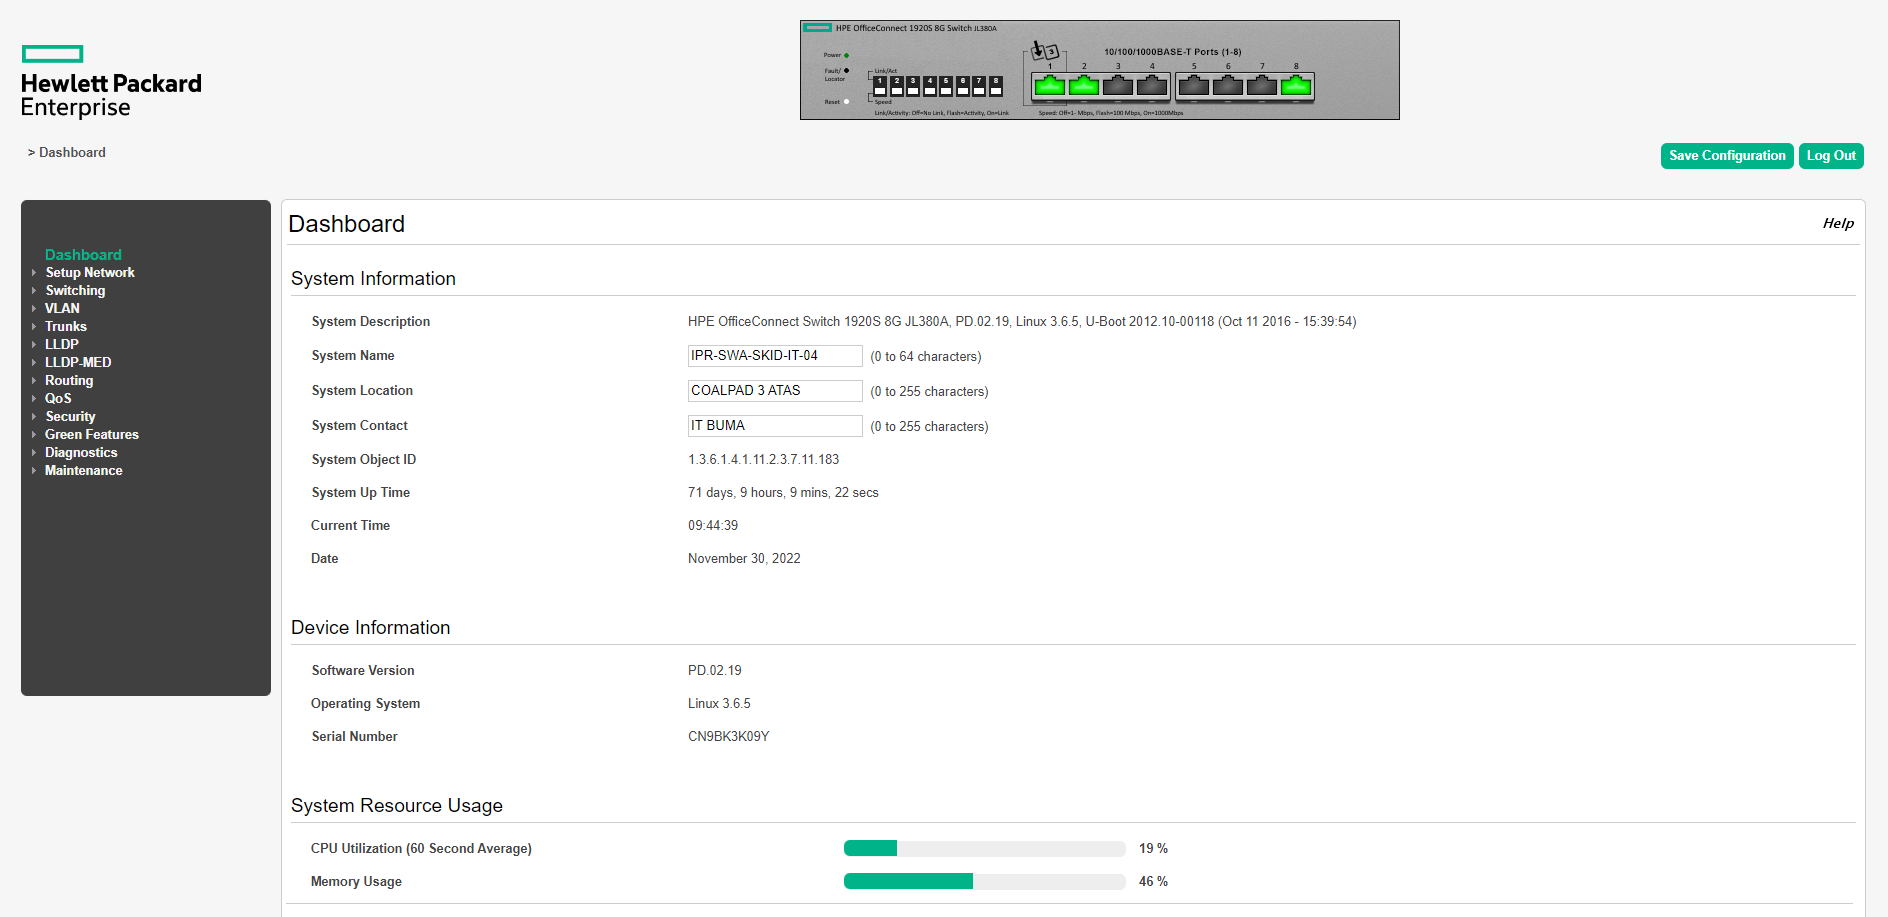 HPE OfficeConnect 1920S 8G Switch JL380A
Power
Fault/
Locator
Reset
Link/Act
1 2 3 4 5 6 7 8
Speed
Link/Activity: Off=No Link, Flash=Activity, On=Link
3
10/100/1000BASE-T Ports (1-8)
1 2 3 4 5 6 7 8
Speed: Off=1- Mbps, Flash=100 Mbps, On=1000Mbps
Hewlett Packard
Enterprise
> Dashboard
Save Configuration
Log Out
Dashboard
Setup Network
Switching
VLAN
Trunks
LLDP
LLDP-MED
Routing
QoS
Security
Green Features
Diagnostics
Maintenance
Dashboard
Help
System Information
System Description HPE OfficeConnect Switch 1920S 8G JL380A, PD.02.19, Linux 3.6.5, U-Boot 2012.10-00118 (Oct 11 2016 - 15:39:54)
System Name IPR-SWA-SKID-IT-04 (0 to 64 characters)
System Location COALPAD 3 ATAS (0 to 255 characters)
System Contact IT BUMA (0 to 255 characters)
System Object ID 1.3.6.1.4.1.11.2.3.7.11.183
System Up Time 71 days, 9 hours, 9 mins, 22 secs
Current Time 09:44:39
Date November 30, 2022
Device Information
Software Version PD.02.19
Operating System Linux 3.6.5
Serial Number CN9BK3K09Y
System Resource Usage
CPU Utilization (60 Second Average) 19 %
Memory Usage 46 %